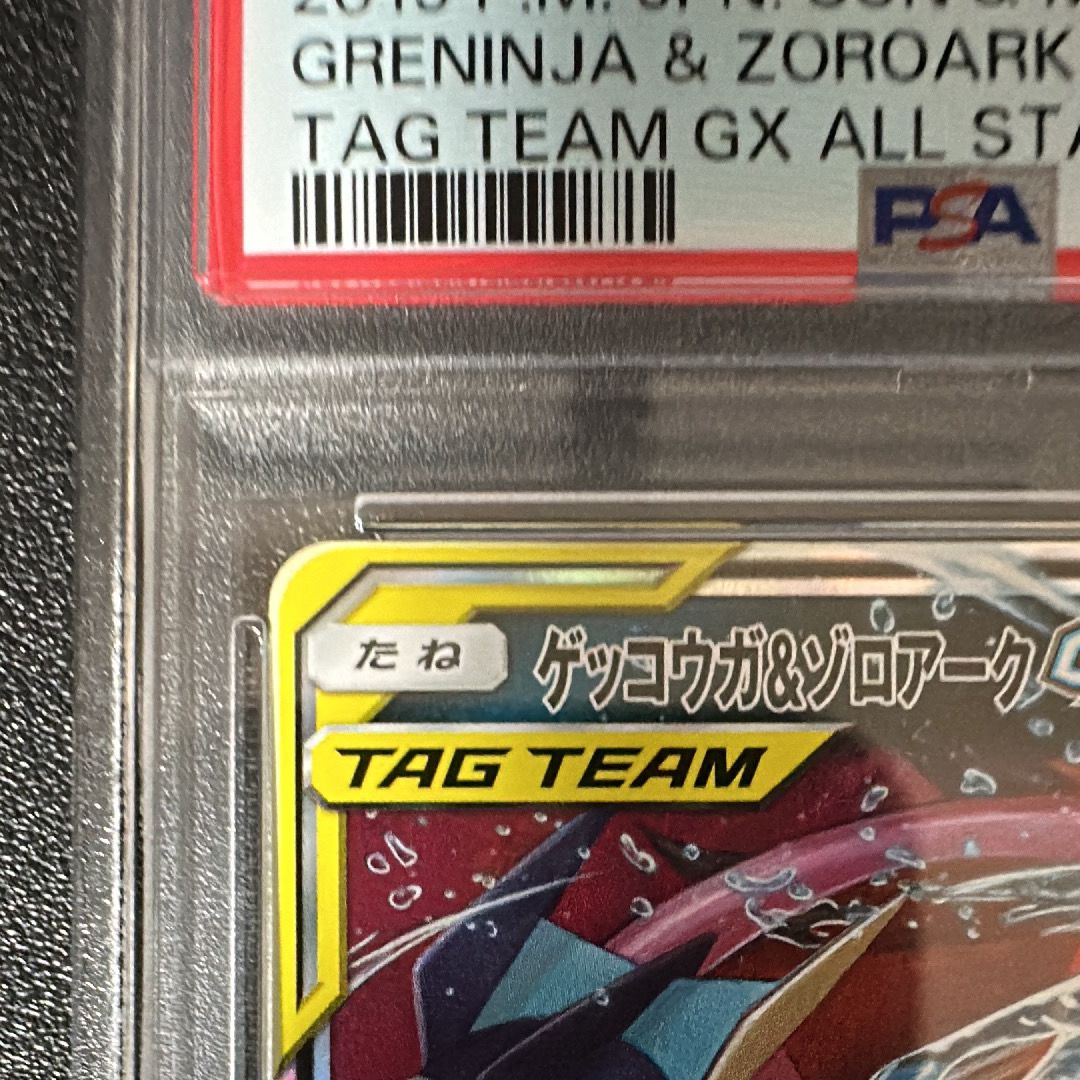 GRENINJA & ZOROARK
TAG TEAM GX ALL
PSA
たね
ゲッコウガ&ゾロアーク
TAG TEAM